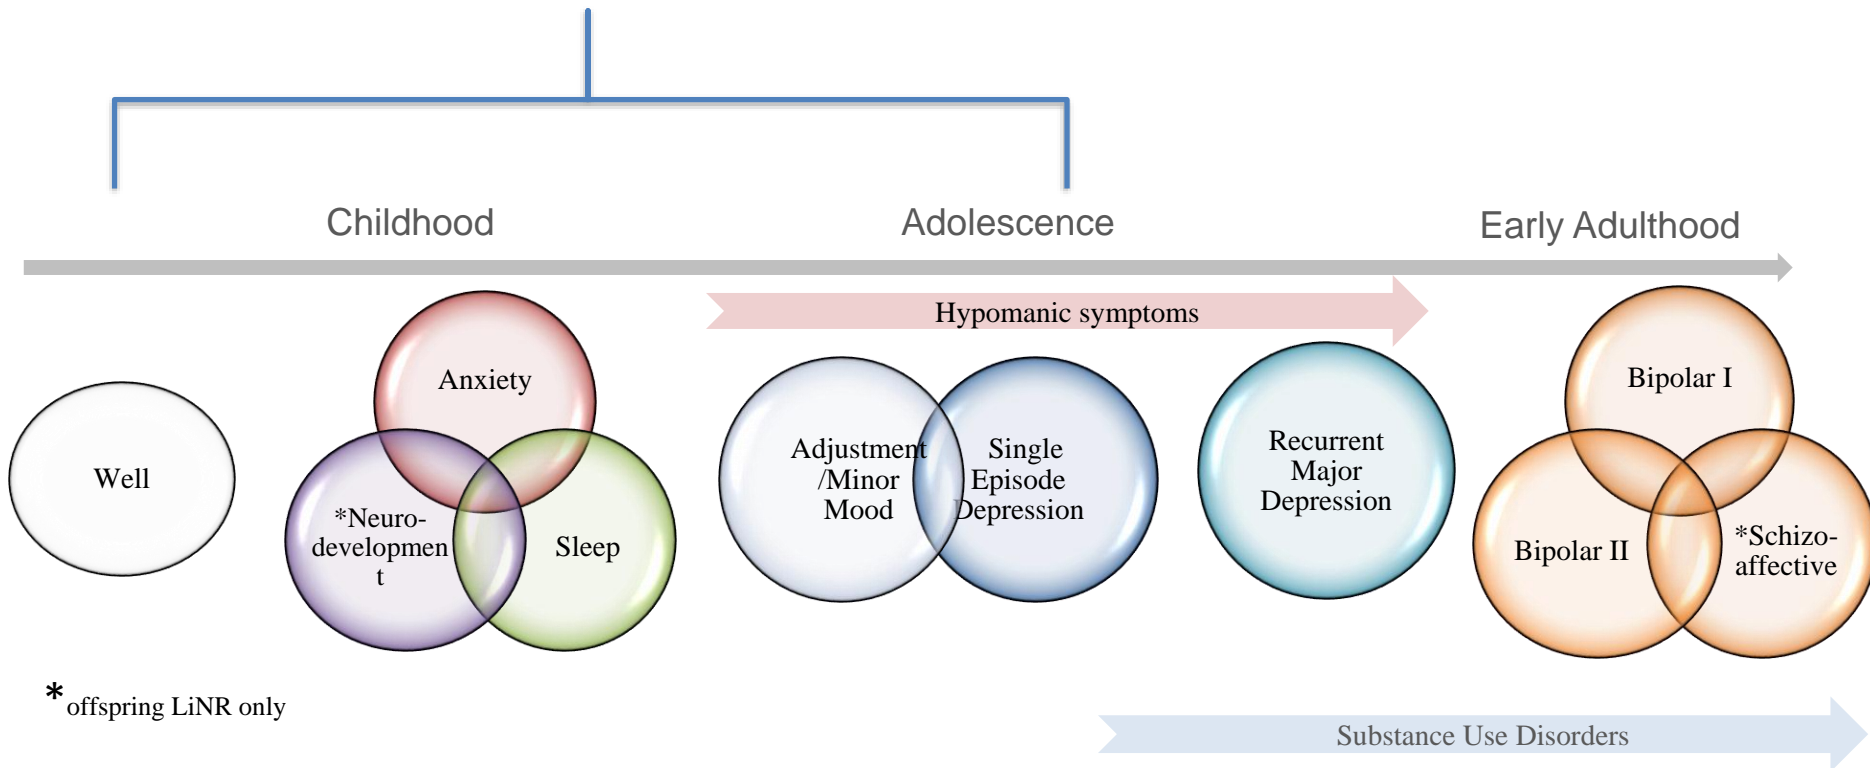 Childhood
Adolescence
Early Adulthood
Hypomanic symptoms
Well
Anxiety
*Neuro-
developmen
t
Sleep
Adjustment
/Minor
Mood
Single
Episode
Depression
Recurrent
Major
Depression
Bipolar I
Bipolar II
*Schizo-
affective
* offspring LiNR only
Substance Use Disorders